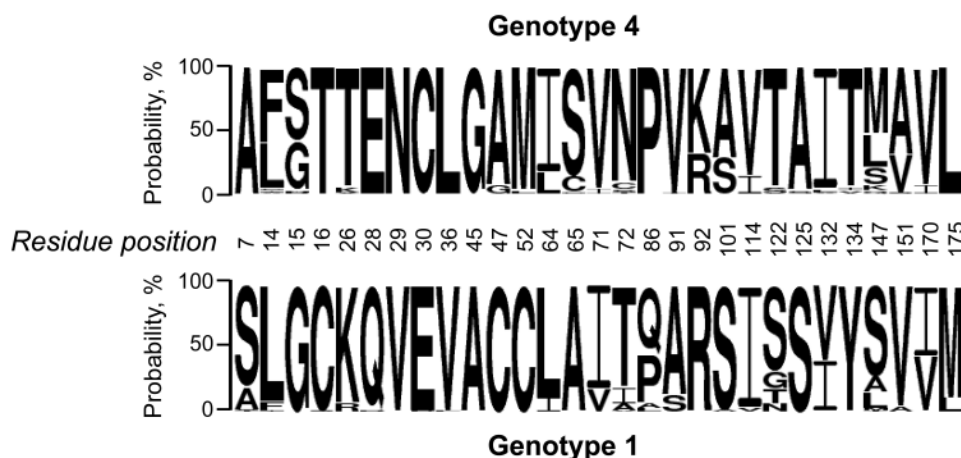 Genotype 4
Probability, %
100
50
0
AFSTTENCLGAMISVNPVKAVTAITMAVL
L G L C R S I L V
S
Residue position 7 14 15 16 26 28 29 30 36 45 47 52 64 65 71 72 86 91 92 101 114 122 125 132 134 147 151 170 175
Probability, %
100
50
0
SLGCKQVEVACCLAITQARSISSVYSVIM
A F R I V I P S G I A V L
A T L
N
Genotype 1